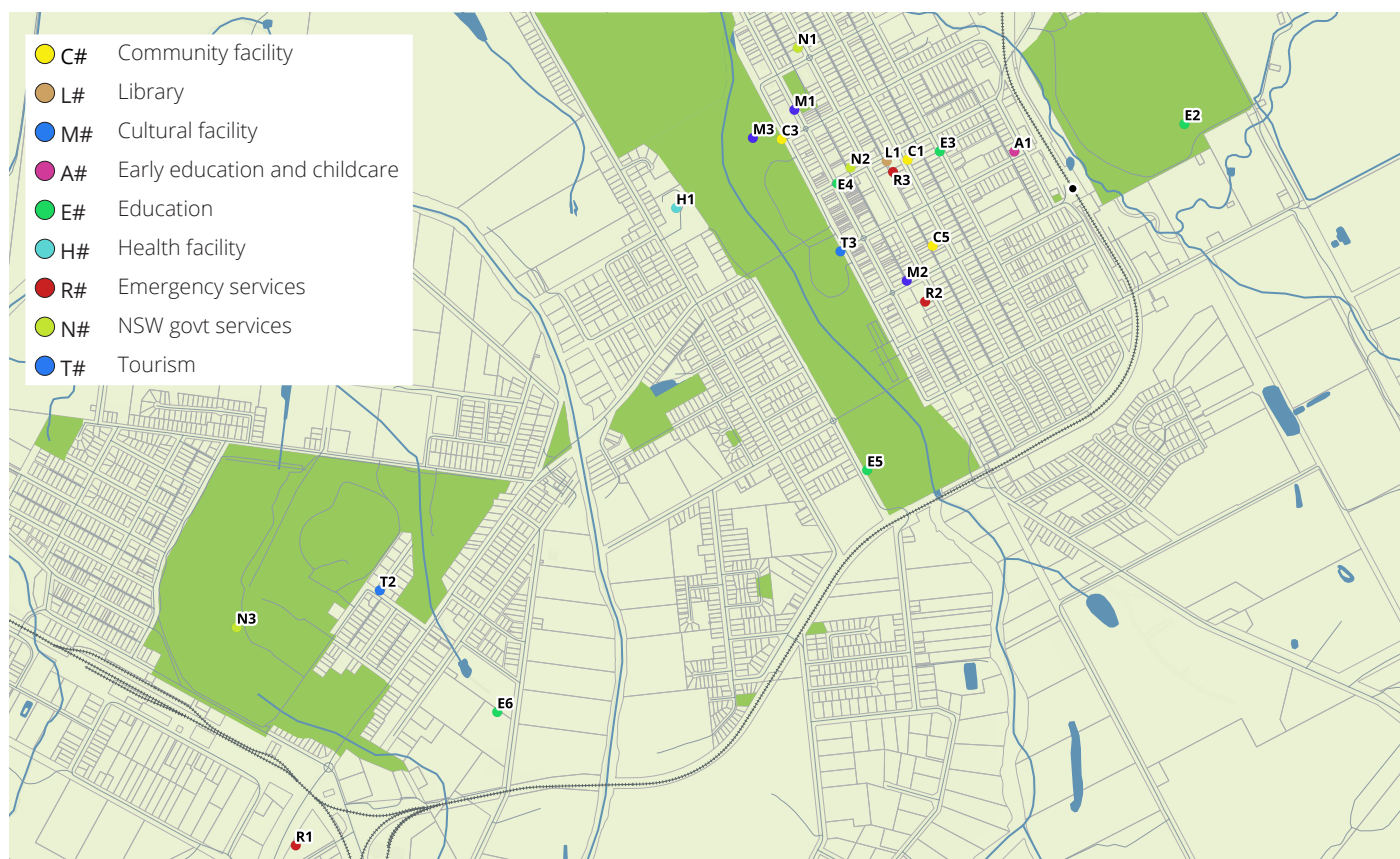 C# Community facility
L# Library
M# Cultural facility
A# Early education and childcare
E# Education
H# Health facility
R# Emergency services
N# NSW govt services
T# Tourism
N1
M1
E2
M3 C3
N2 L1 C1 E3 A1
E4 R3
H1
T3 C5
M2
R2
E5
T2
N3
E6
R1